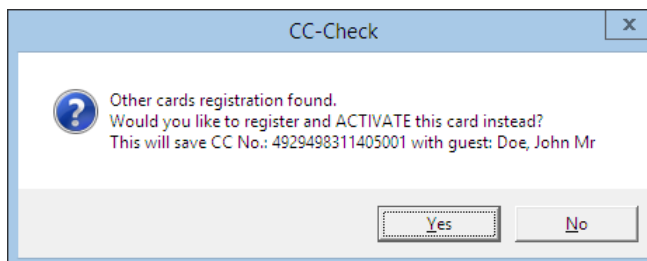 CC-Check
x
?
Other cards registration found.
Would you like to register and ACTIVATE this card instead?
This will save CC No.: 4929498311405001 with guest: Doe, John Mr
Yes
No